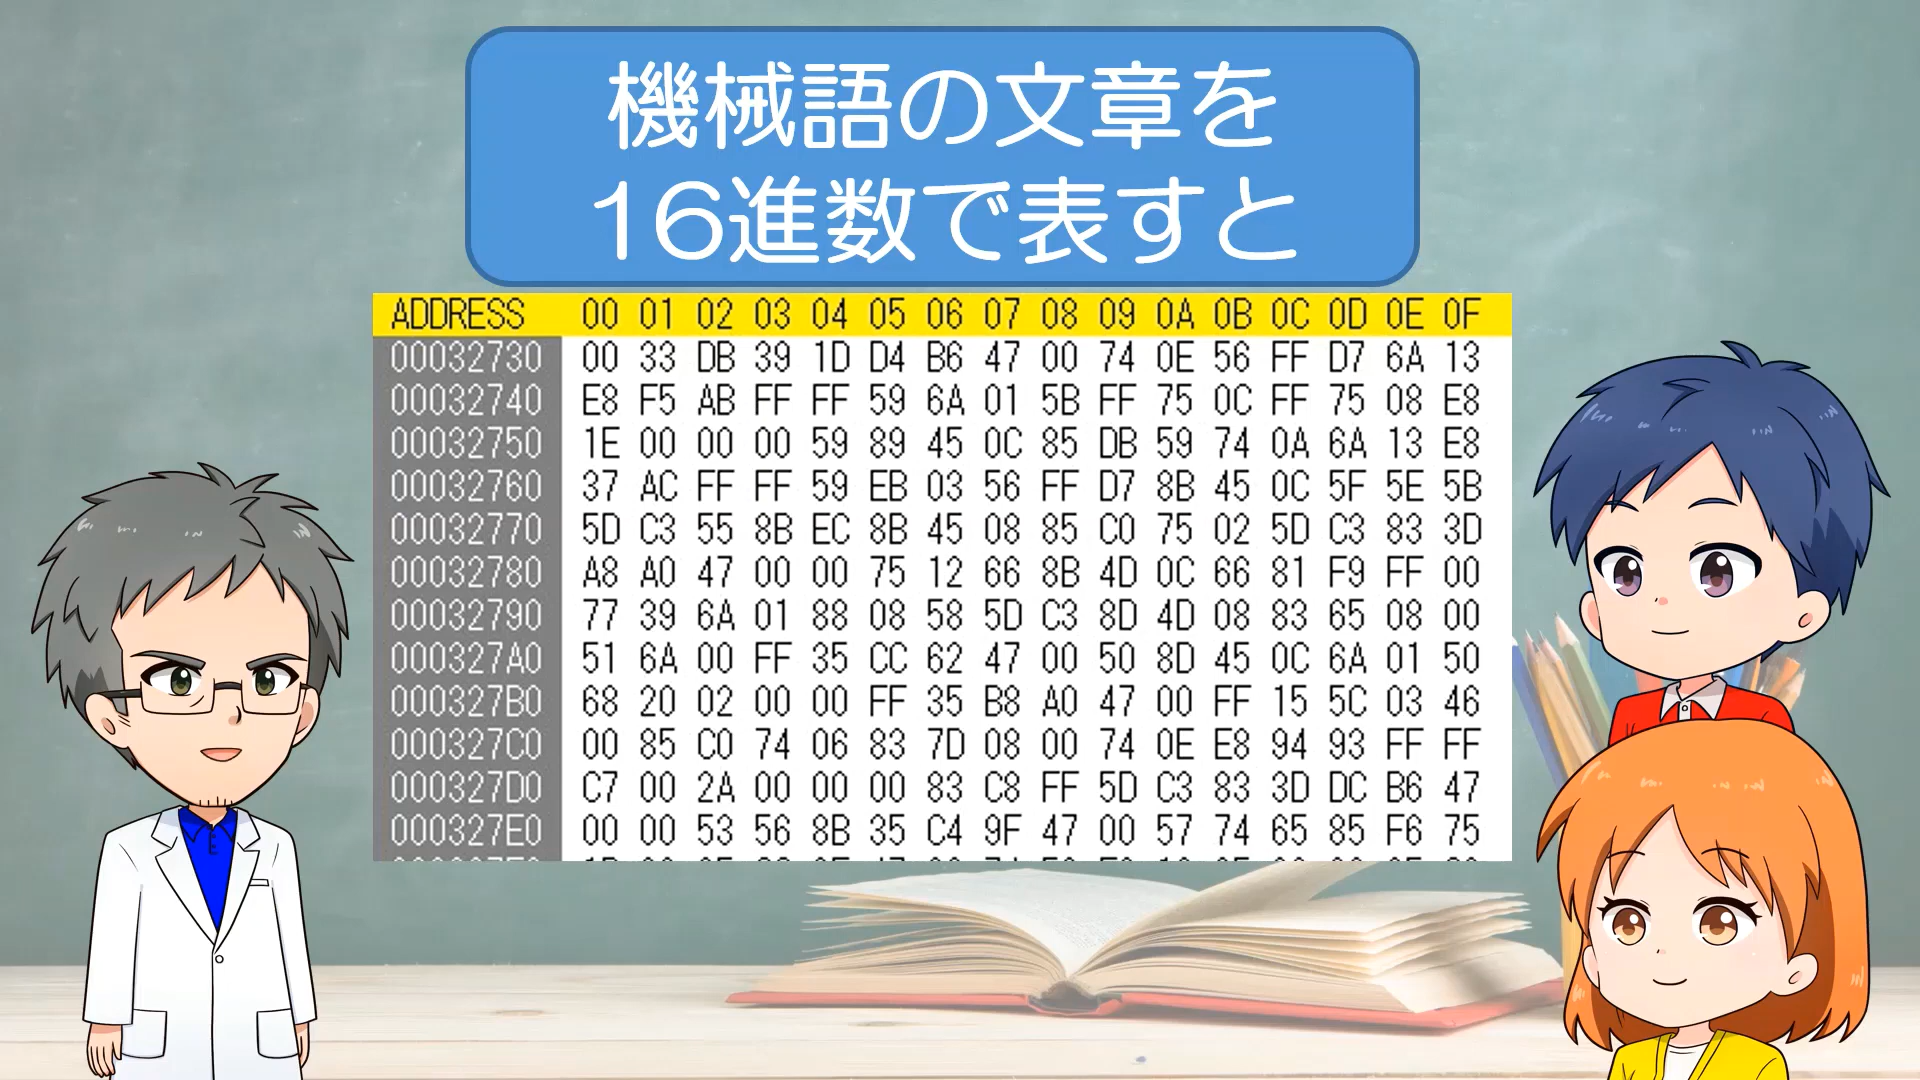 機械語の文章を
16進数で表すと
ADDRESS 00 01 02 03 04 05 06 07 08 09 0A 0B 0C 0D 0E 0F
00032730 00 33 DB 39 1D D4 B6 47 00 74 0E 56 FF D7 6A 13
00032740 E8 F5 AB FF FF 59 6A 01 5B FF 75 0C FF 75 08 E8
00032750 1E 00 00 00 59 89 45 0C 85 DB 59 74 0A 6A 13 E8
00032760 37 AC FF FF 59 EB 03 56 FF D7 8B 45 0C 5F 5E 5B
00032770 5D C3 55 8B EC 8B 45 08 85 C0 75 02 5D C3 83 3D
00032780 A8 A0 47 00 00 75 12 66 8B 4D 0C 66 81 F9 FF 00
00032790 77 39 6A 01 88 08 58 5D C3 8D 4D 08 83 65 08 00
000327A0 51 6A 00 FF 35 CC 62 47 00 50 8D 45 0C 6A 01 50
000327B0 68 20 02 00 00 FF 35 B8 A0 47 00 FF 15 5C 03 46
000327C0 00 85 C0 74 06 83 7D 08 00 74 0E E8 94 93 FF FF
000327D0 C7 00 2A 00 00 00 83 C8 FF 5D C3 83 3D DC B6 47
000327E0 00 00 53 56 8B 35 C4 9F 47 00 57 74 65 85 F6 75